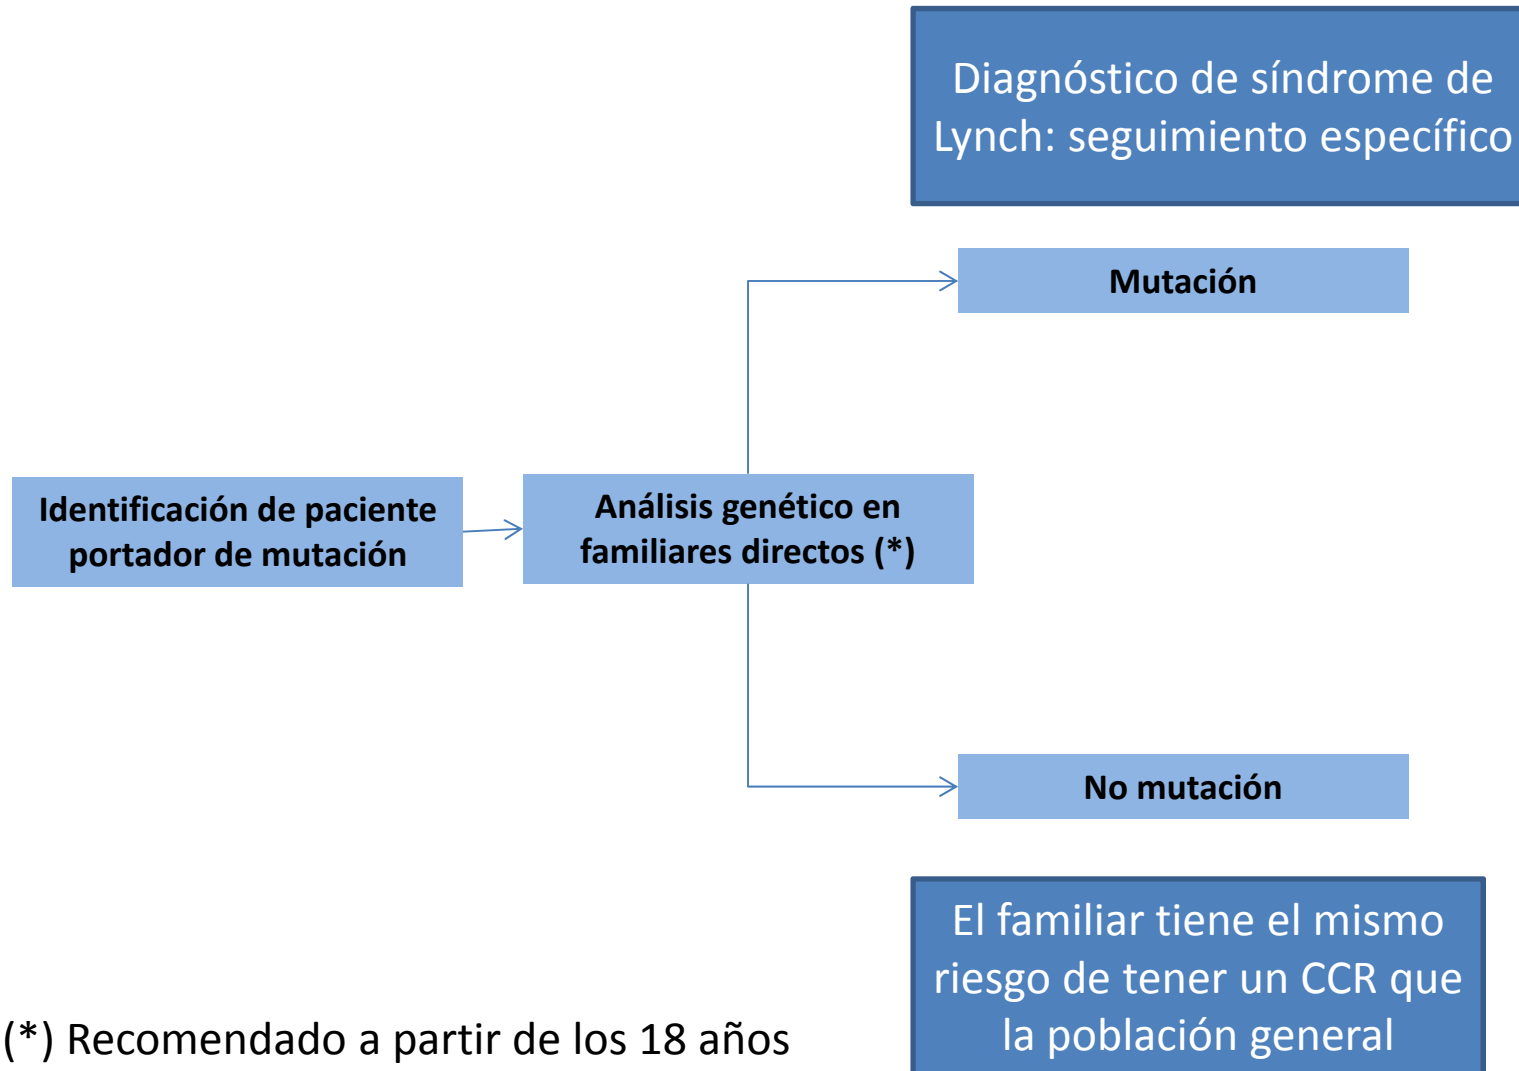 Diagnóstico de síndrome de
Lynch: seguimiento específico
Mutación
Identificación de paciente
portador de mutación
Análisis genético en
familiares directos (*)
No mutación
El familiar tiene el mismo
riesgo de tener un CCR que
la población general
(*) Recomendado a partir de los 18 años